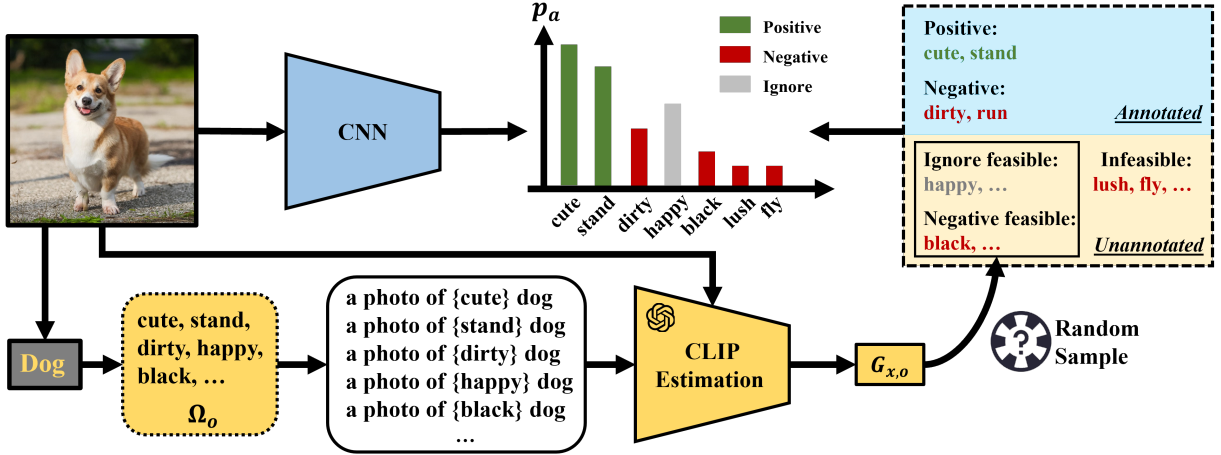 p_a
Positive
Negative
Ignore
cute
stand
dirty
happy
black
lush
fly
CNN
Positive:
cute, stand
Negative:
dirty, run
Annotated
Ignore feasible:
happy, …
Negative feasible:
black, …
Infeasible:
lush, fly, …
Unannotated
Dog
cute, stand,
dirty, happy,
black, …
Ω_o
a photo of {cute} dog
a photo of {stand} dog
a photo of {dirty} dog
a photo of {happy} dog
a photo of {black} dog
…
CLIP
Estimation
G_{x,o}
?
Random
Sample